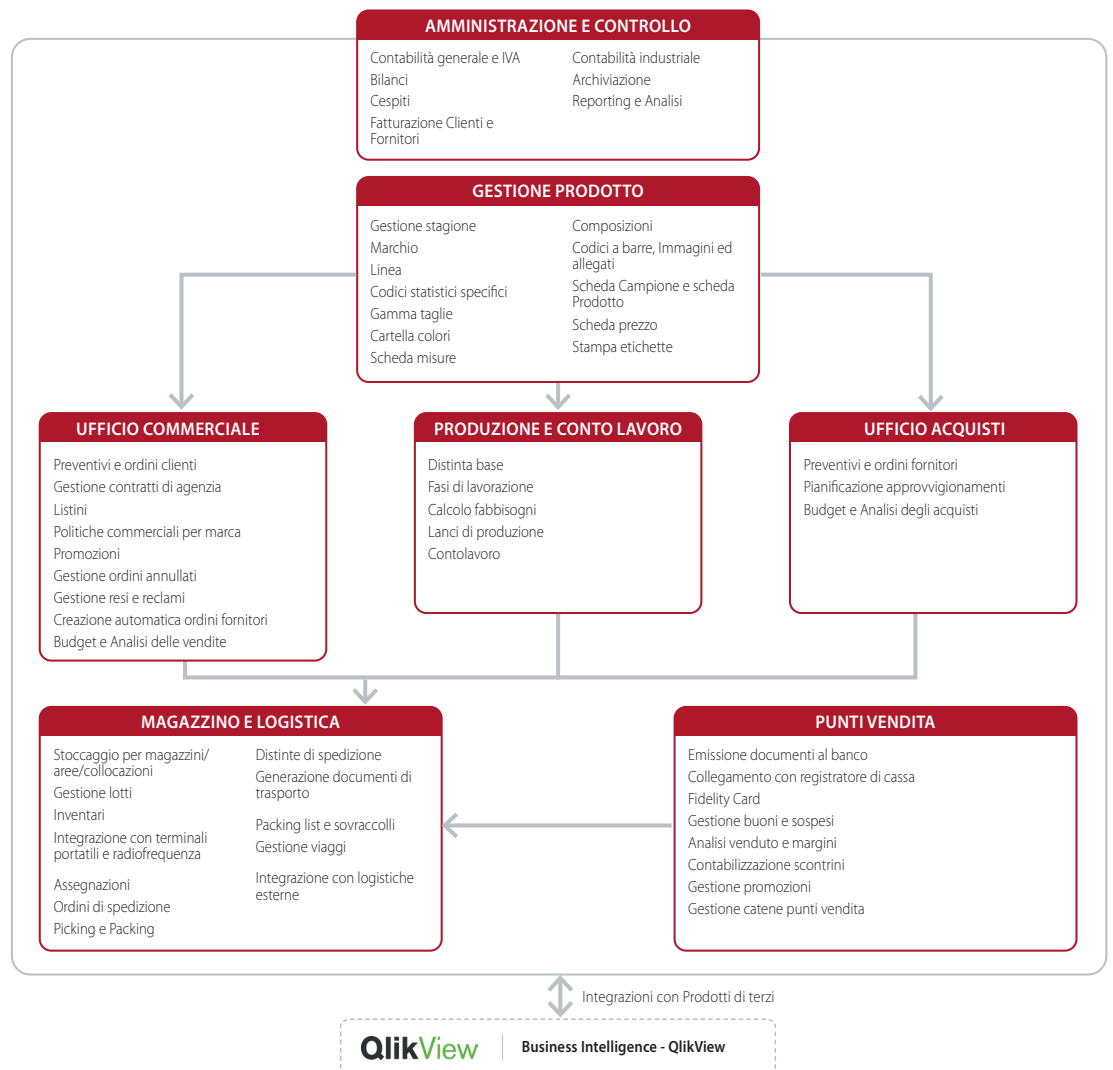 AMMINISTRAZIONE E CONTROLLO
Contabilità generale e IVA
Bilanci
Cespiti
Fatturazione Clienti e
Fornitori
Contabilità industriale
Archiviazione
Reporting e Analisi
GESTIONE PRODOTTO
Gestione stagione
Marchio
Linea
Codici statistici specifici
Gamma taglie
Cartella colori
Scheda misure
Composizioni
Codici a barre, Immagini ed
allegati
Scheda Campione e scheda
Prodotto
Scheda prezzo
Stampa etichette
UFFICIO COMMERCIALE
Preventivi e ordini clienti
Gestione contratti di agenzia
Listini
Politiche commerciali per marca
Promozioni
Gestione ordini annullati
Gestione resi e reclami
Creazione automatica ordini fornitori
Budget e Analisi delle vendite
PRODUZIONE E CONTO LAVORO
Distinta base
Fasi di lavorazione
Calcolo fabbisogni
Lanci di produzione
Contolavoro
UFFICIO ACQUISTI
Preventivi e ordini fornitori
Pianificazione approvvigionamenti
Budget e Analisi degli acquisti
MAGAZZINO E LOGISTICA
Stoccaggio per magazzini/
aree/collocazioni
Gestione lotti
Inventari
Integrazione con terminali
portatili e radiofrequenza
Assegnazioni
Ordini di spedizione
Picking e Packing
Distinte di spedizione
Generazione documenti di
trasporto
Packing list e sovraccolli
Gestione viaggi
Integrazione con logistiche
esterne
PUNTI VENDITA
Emissione documenti al banco
Collegamento con registratore di cassa
Fidelity Card
Gestione buoni e sospesi
Analisi venduto e margini
Contabilizzazione scontrini
Gestione promozioni
Gestione catene punti vendita
Integrazioni con Prodotti di terzi
QlikView
Business Intelligence - QlikView